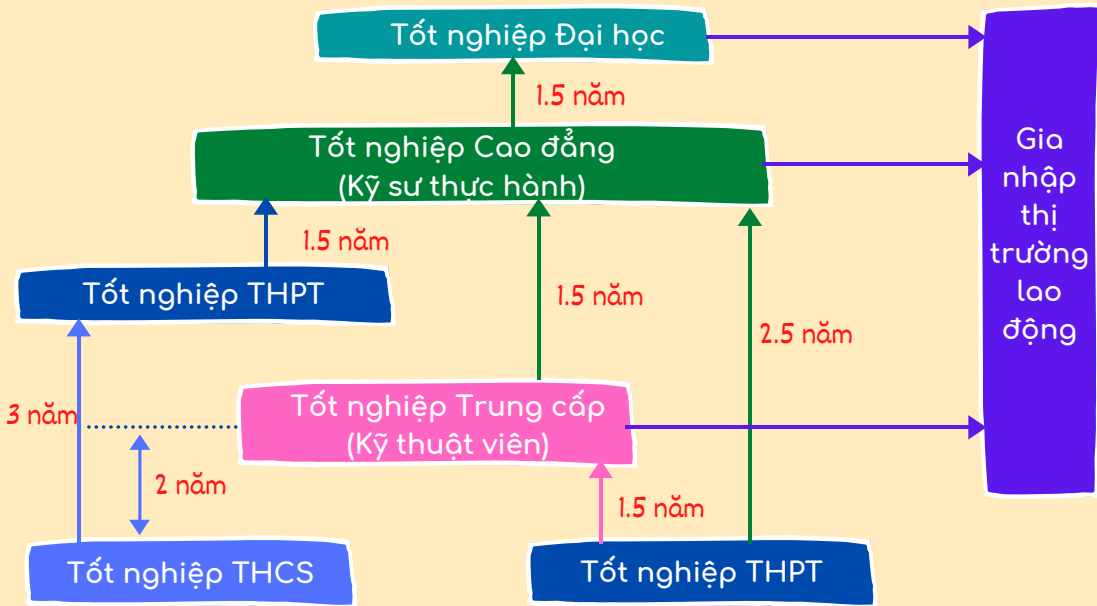 Tốt nghiệp Đại học
1.5 năm
Tốt nghiệp Cao đẳng
(Kỹ sư thực hành)
Gia
nhập
thị
trường
lao
động
1.5 năm
Tốt nghiệp THPT
1.5 năm
2.5 năm
3 năm
Tốt nghiệp Trung cấp
(Kỹ thuật viên)
2 năm
1.5 năm
Tốt nghiệp THCS
Tốt nghiệp THPT